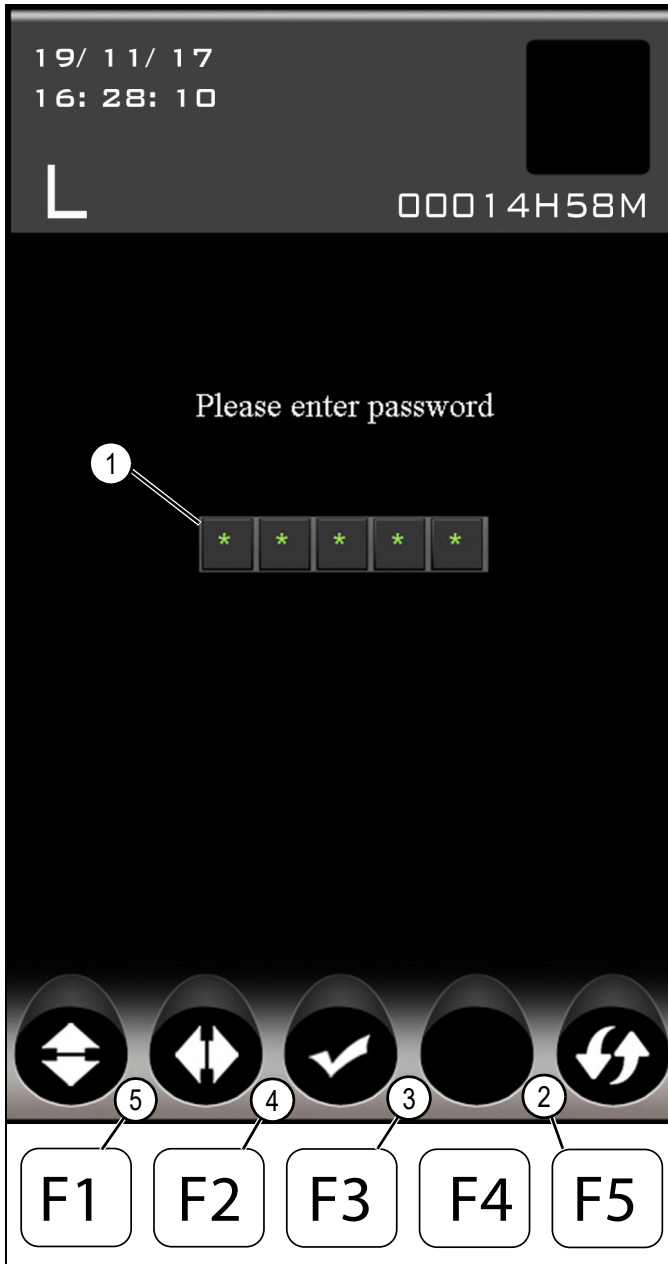 19/ 11/ 17
16: 28: 10
L
00014H58M
Please enter password
1
* * * * *
5 4 3 2
F1 F2 F3 F4 F5